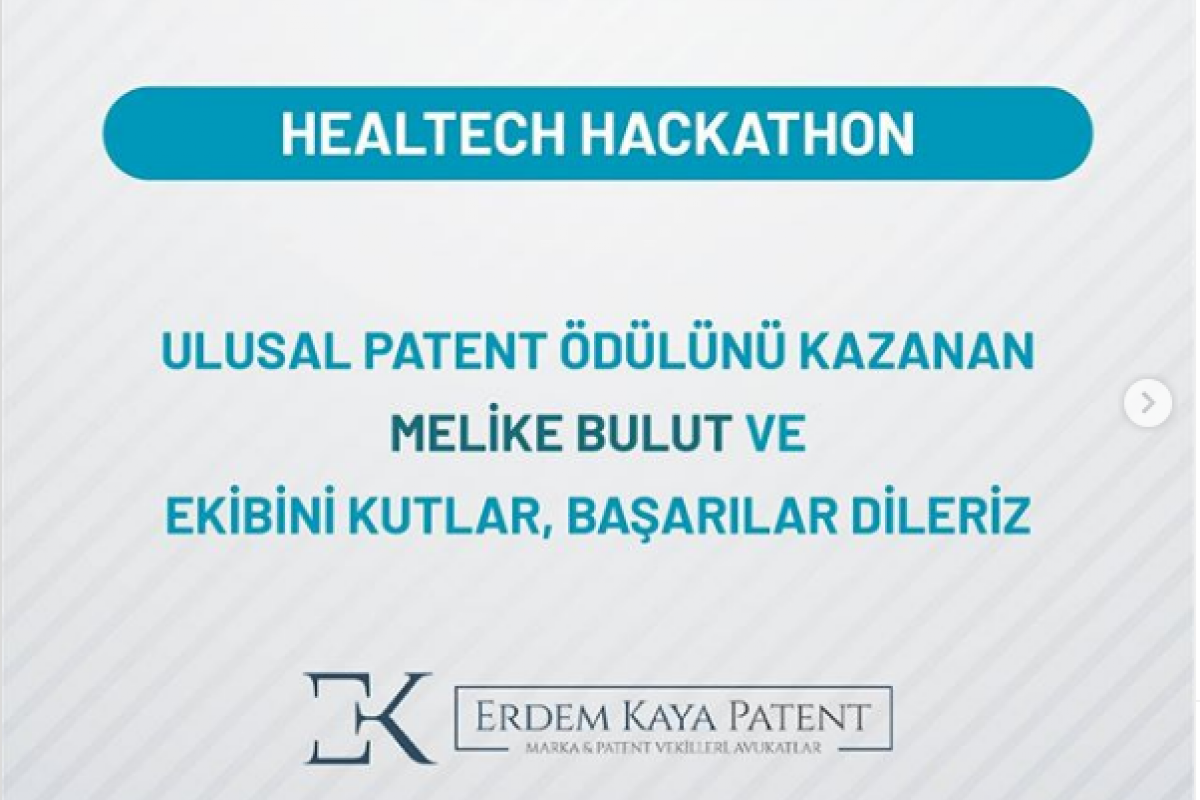 HEALTECH HACKATHON
ULUSAL PATENT ÖDÜLÜNÜ KAZANAN
MELİKE BULUT VE
EKİBİNİ KUTLAR, BAŞARILAR DİLERİZ
EK
ERDEM KAYA PATENT
MARKA & PATENT VEKİLLERİ, AVUKATLAR